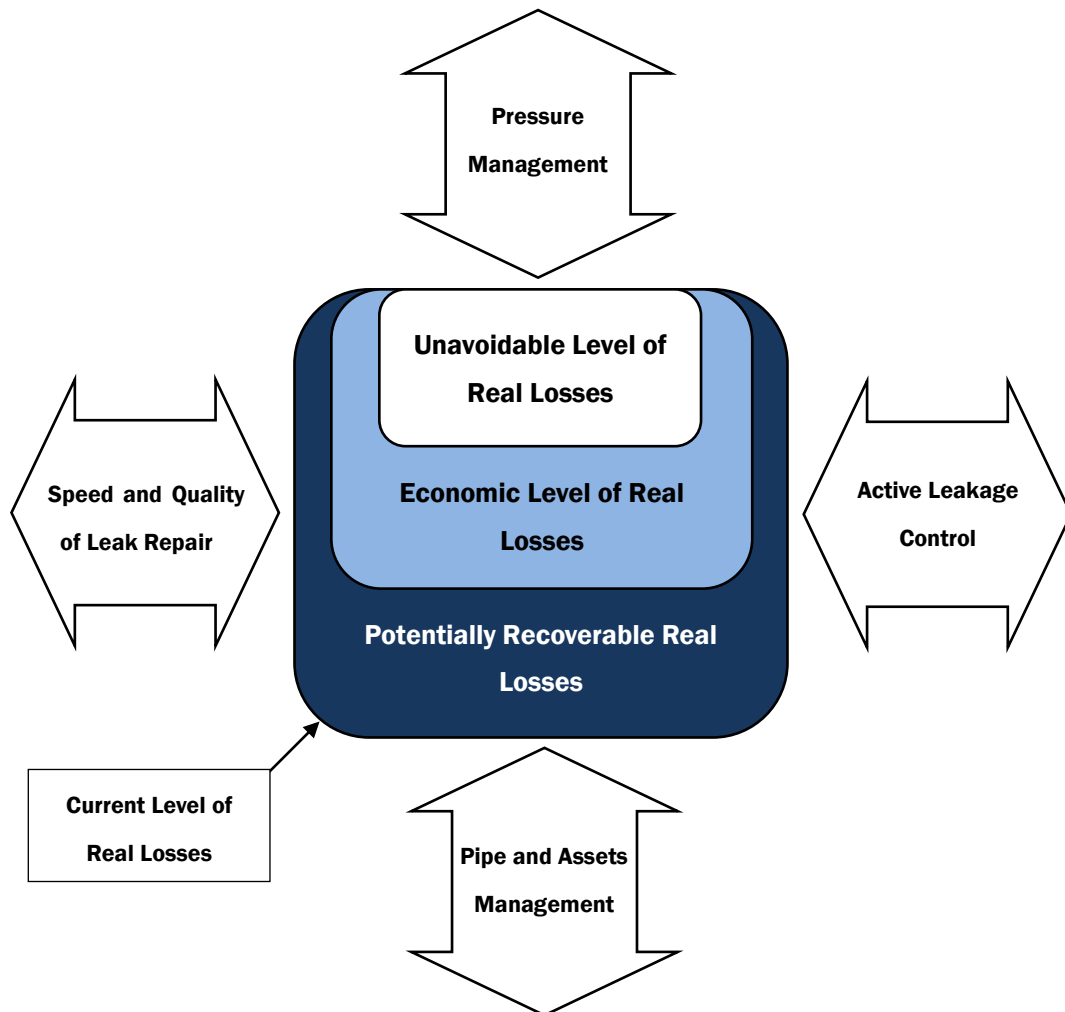 Pressure
Management
Unavoidable Level of
Real Losses
Speed and Quality
of Leak Repair
Economic Level of Real
Losses
Active Leakage
Control
Potentially Recoverable Real
Losses
Current Level of
Real Losses
Pipe and Assets
Management